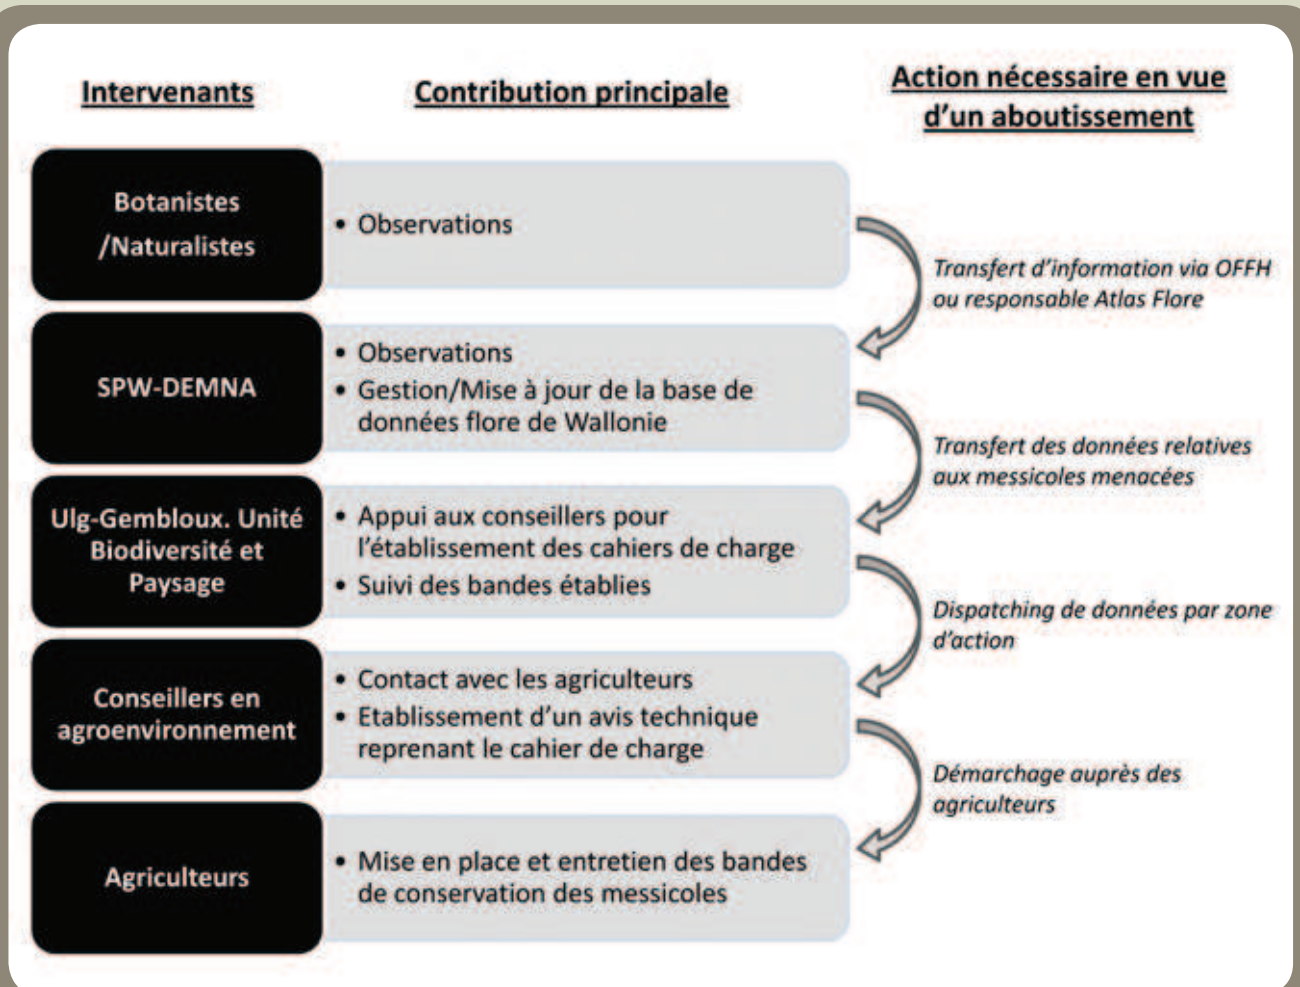 Intervenants
Contribution principale
Action nécessaire en vue
d'un aboutissement
Botanistes
/Naturalistes
• Observations
Transfert d'information via OFFH
ou responsable Atlas Flore
SPW-DEMNA
• Observations
• Gestion/Mise à jour de la base de
données flore de Wallonie
Transfert des données relatives
aux messicoles menacées
Ulg-Gembloux. Unité
Biodiversité et
Paysage
• Appui aux conseillers pour
l'établissement des cahiers de charge
• Suivi des bandes établies
Dispatching de données par zone
d'action
Conseillers en
agroenvironnement
• Contact avec les agriculteurs
• Etablissement d'un avis technique
reprenant le cahier de charge
Démarchage auprès des
agriculteurs
Agriculteurs
• Mise en place et entretien des bandes
de conservation des messicoles